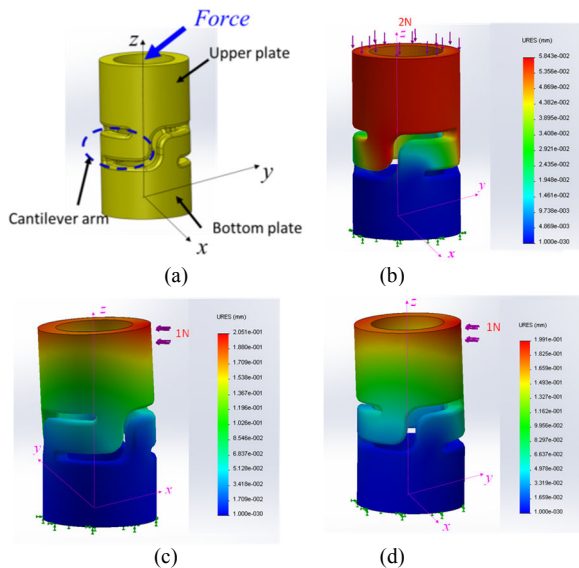 Force
z
Upper plate
y
Cantilever arm
Bottom plate
x
(a)
2N
z
URES (mm)
5.843e-002
5.356e-002
4.382e-002
3.900e-002
3.409e-002
2.921e-002
2.435e-002
1.948e-002
1.461e-002
9.738e-003
4.869e-003
1.000e-030
y
x
(b)
z
1N
URES (mm)
2.051e-001
1.880e-001
1.709e-001
1.538e-001
1.367e-001
1.196e-001
1.026e-001
8.546e-002
6.837e-002
5.128e-002
3.418e-002
1.709e-002
1.000e-030
y
x
(c)
z
1N
URES (mm)
1.991e-001
1.825e-001
1.659e-001
1.493e-001
1.327e-001
1.161e-001
9.956e-002
8.297e-002
6.637e-002
4.978e-002
3.319e-002
1.659e-002
1.000e-030
y
x
(d)